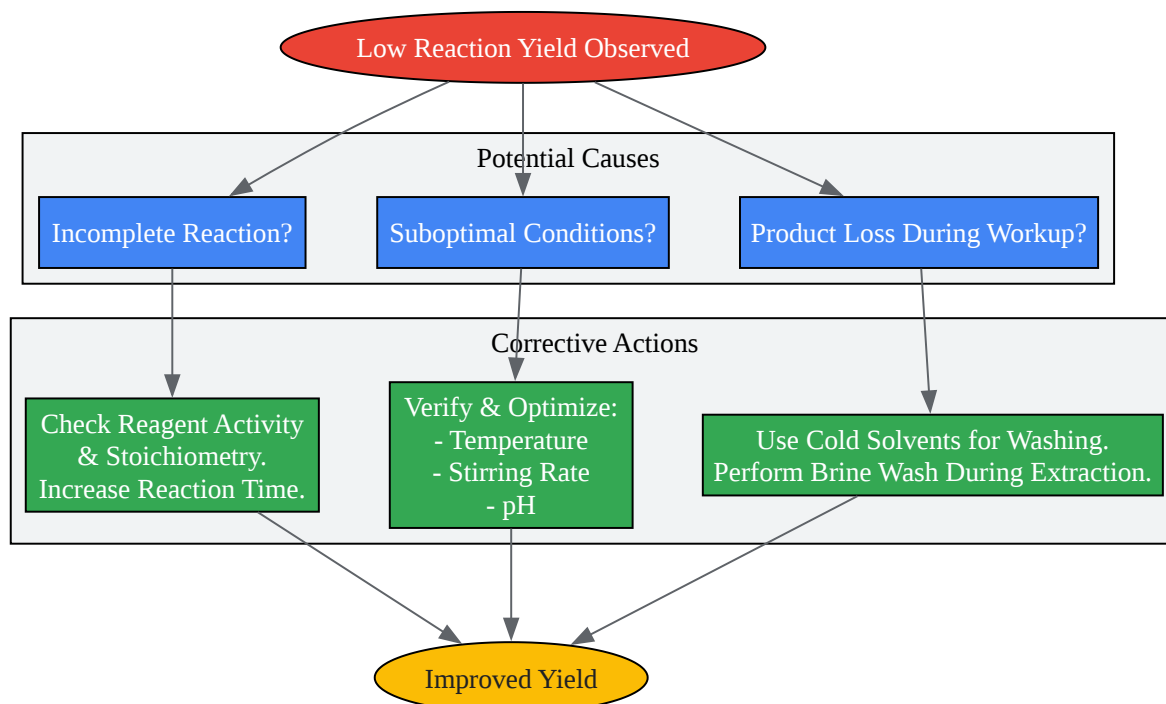 Low Reaction Yield Observed
Potential Causes
Incomplete Reaction?
Suboptimal Conditions?
Product Loss During Workup?
Corrective Actions
Check Reagent Activity
& Stoichiometry.
Increase Reaction Time.
Verify & Optimize:
- Temperature
- Stirring Rate
- pH
Use Cold Solvents for Washing.
Perform Brine Wash During Extraction.
Improved Yield